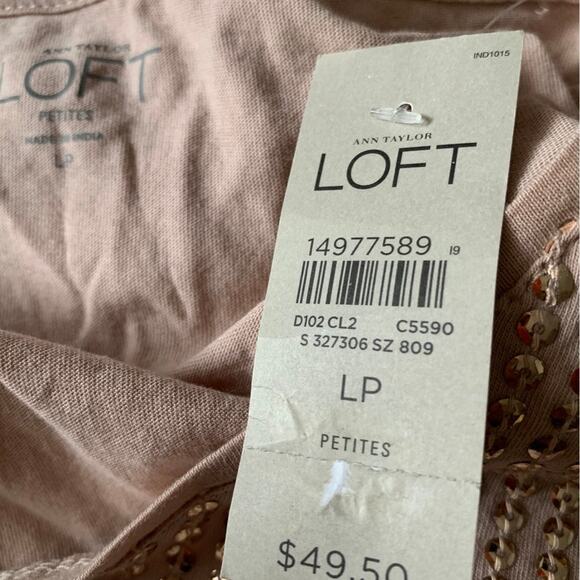 ANN TAYLOR
LOFT
PETITES
MADE IN INDIA
LP
IND1015
ANN TAYLOR
LOFT
14977589 19
D102 CL2 C5590
S 327306 SZ 809
LP
PETITES
$49.50